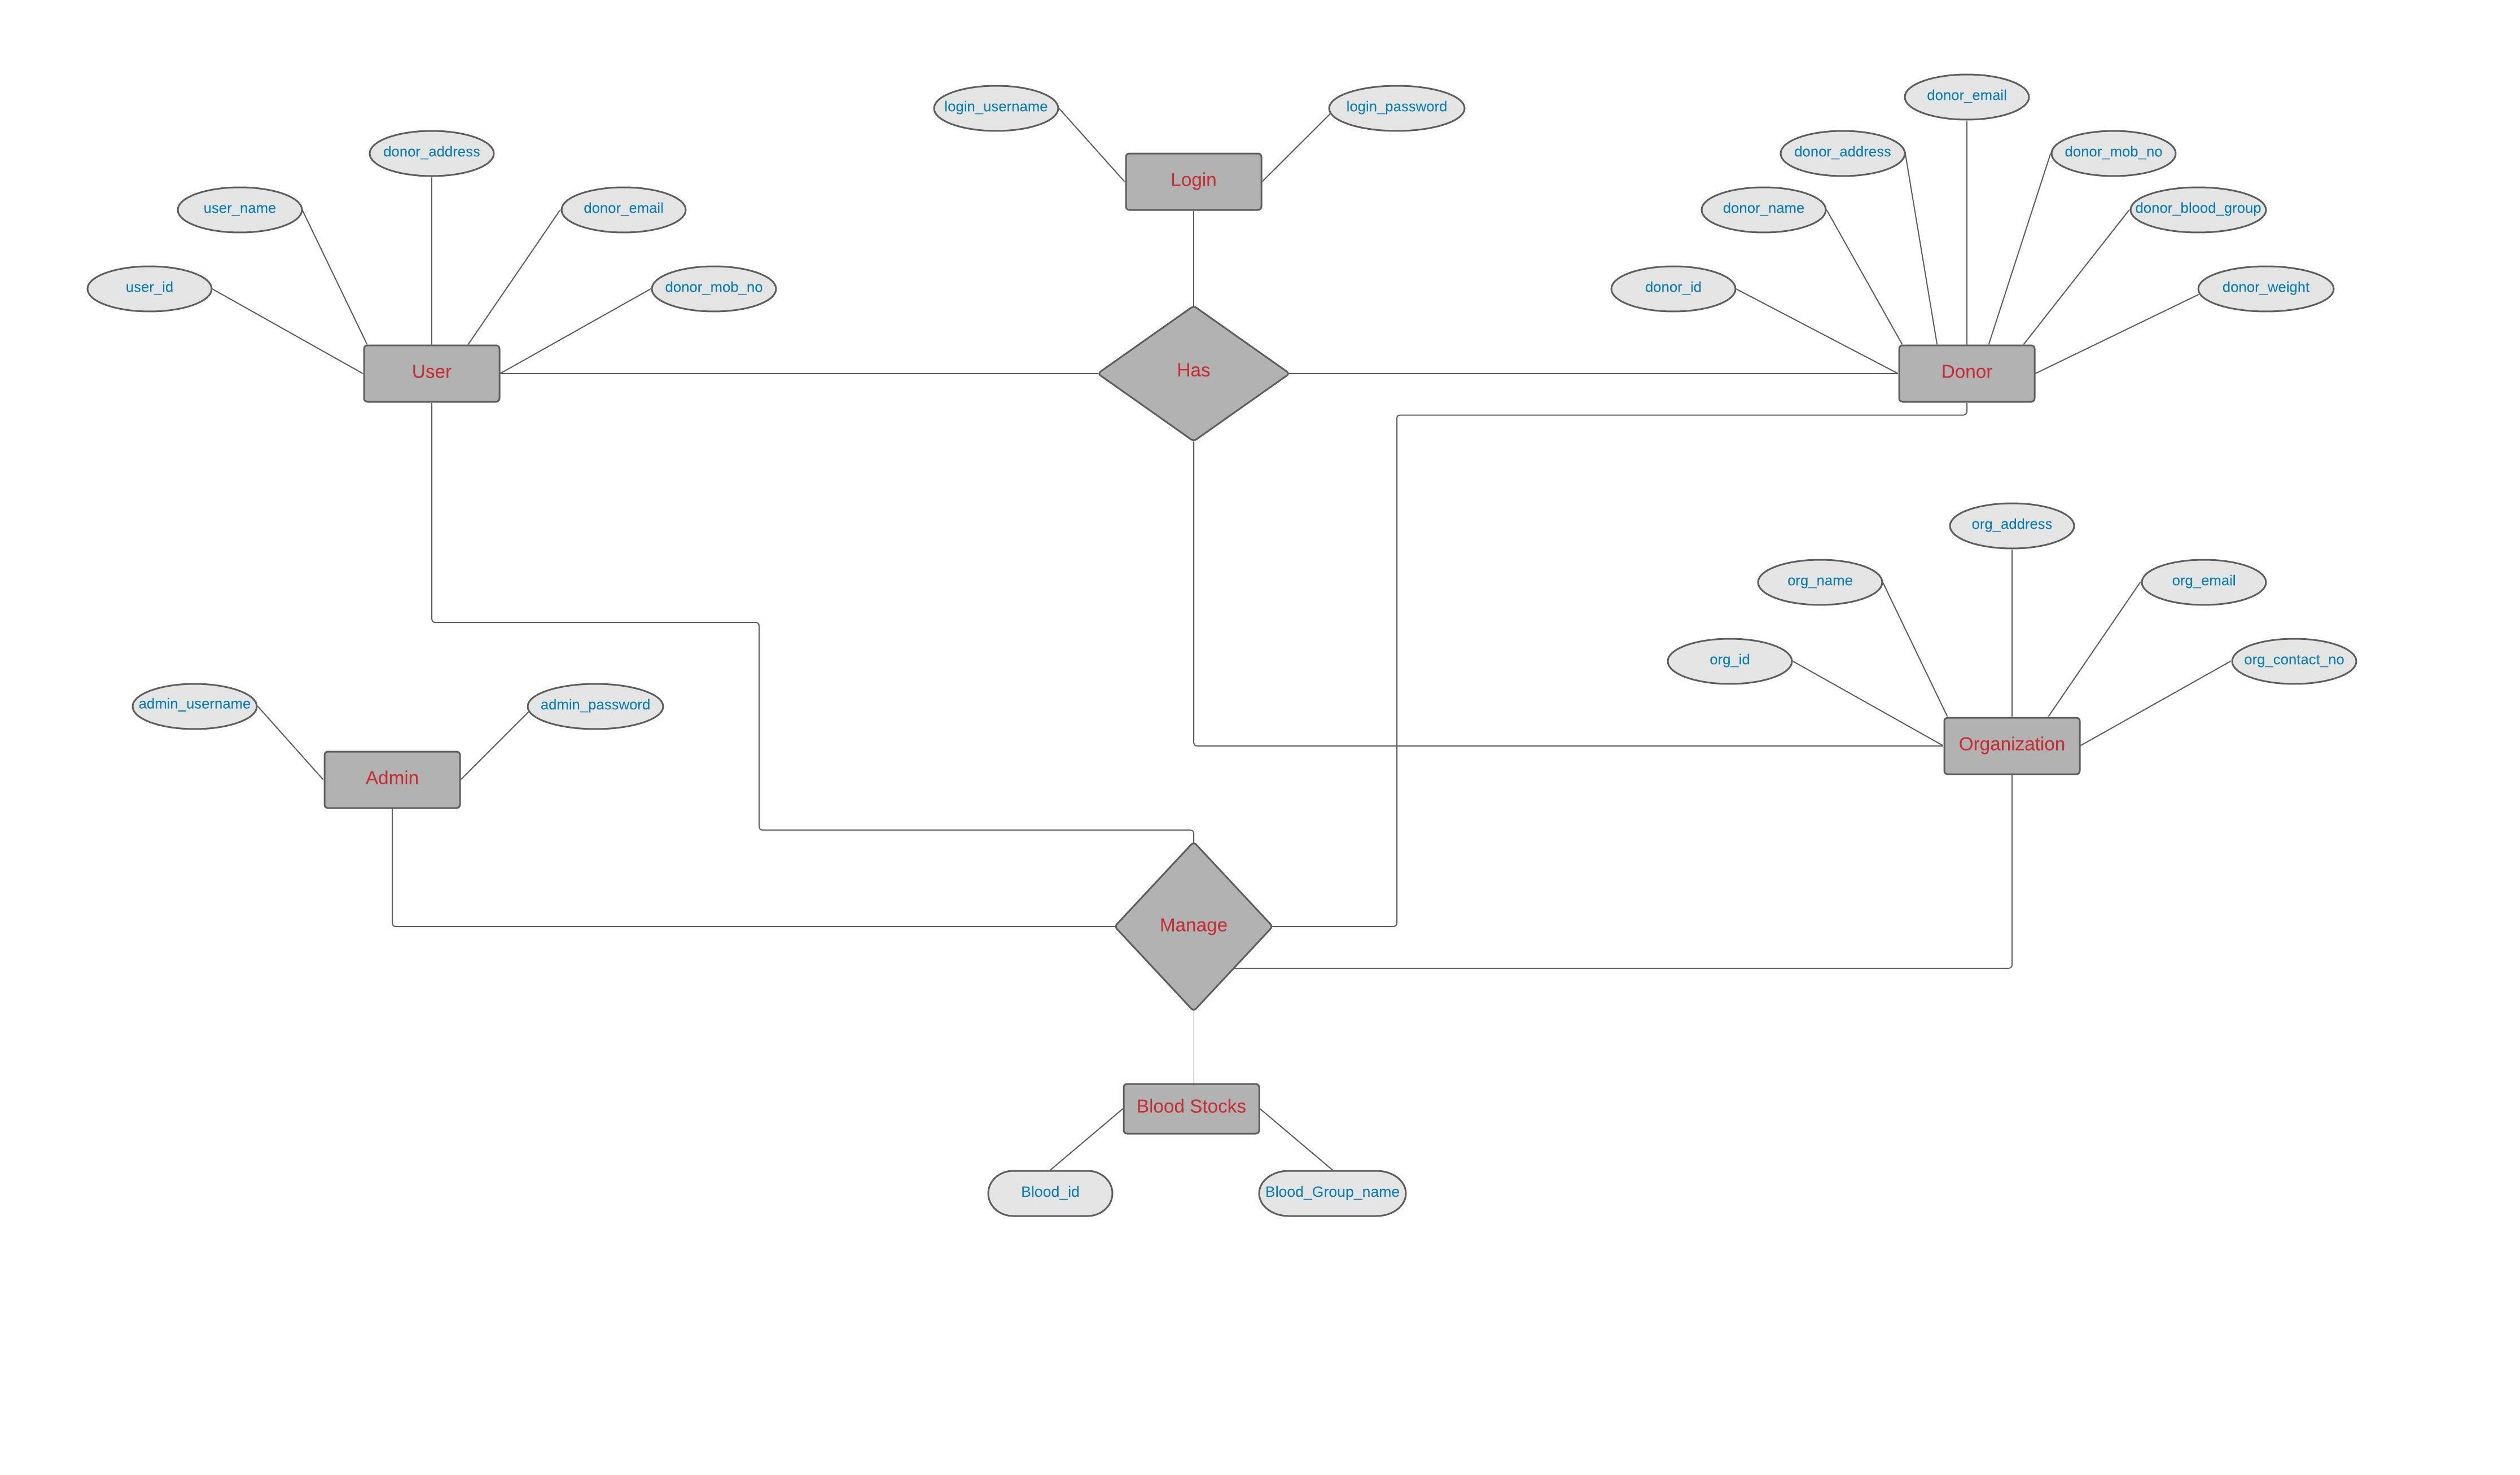 donor_email
login_username
login_password
donor_address
donor_address
donor_mob_no
user_name
donor_email
donor_name
donor_blood_group
Login
user_id
donor_mob_no
donor_id
donor_weight
User
Has
Donor
org_address
org_name
org_email
org_id
org_contact_no
admin_username
admin_password
Organization
Admin
Manage
Blood Stocks
Blood_id
Blood_Group_name